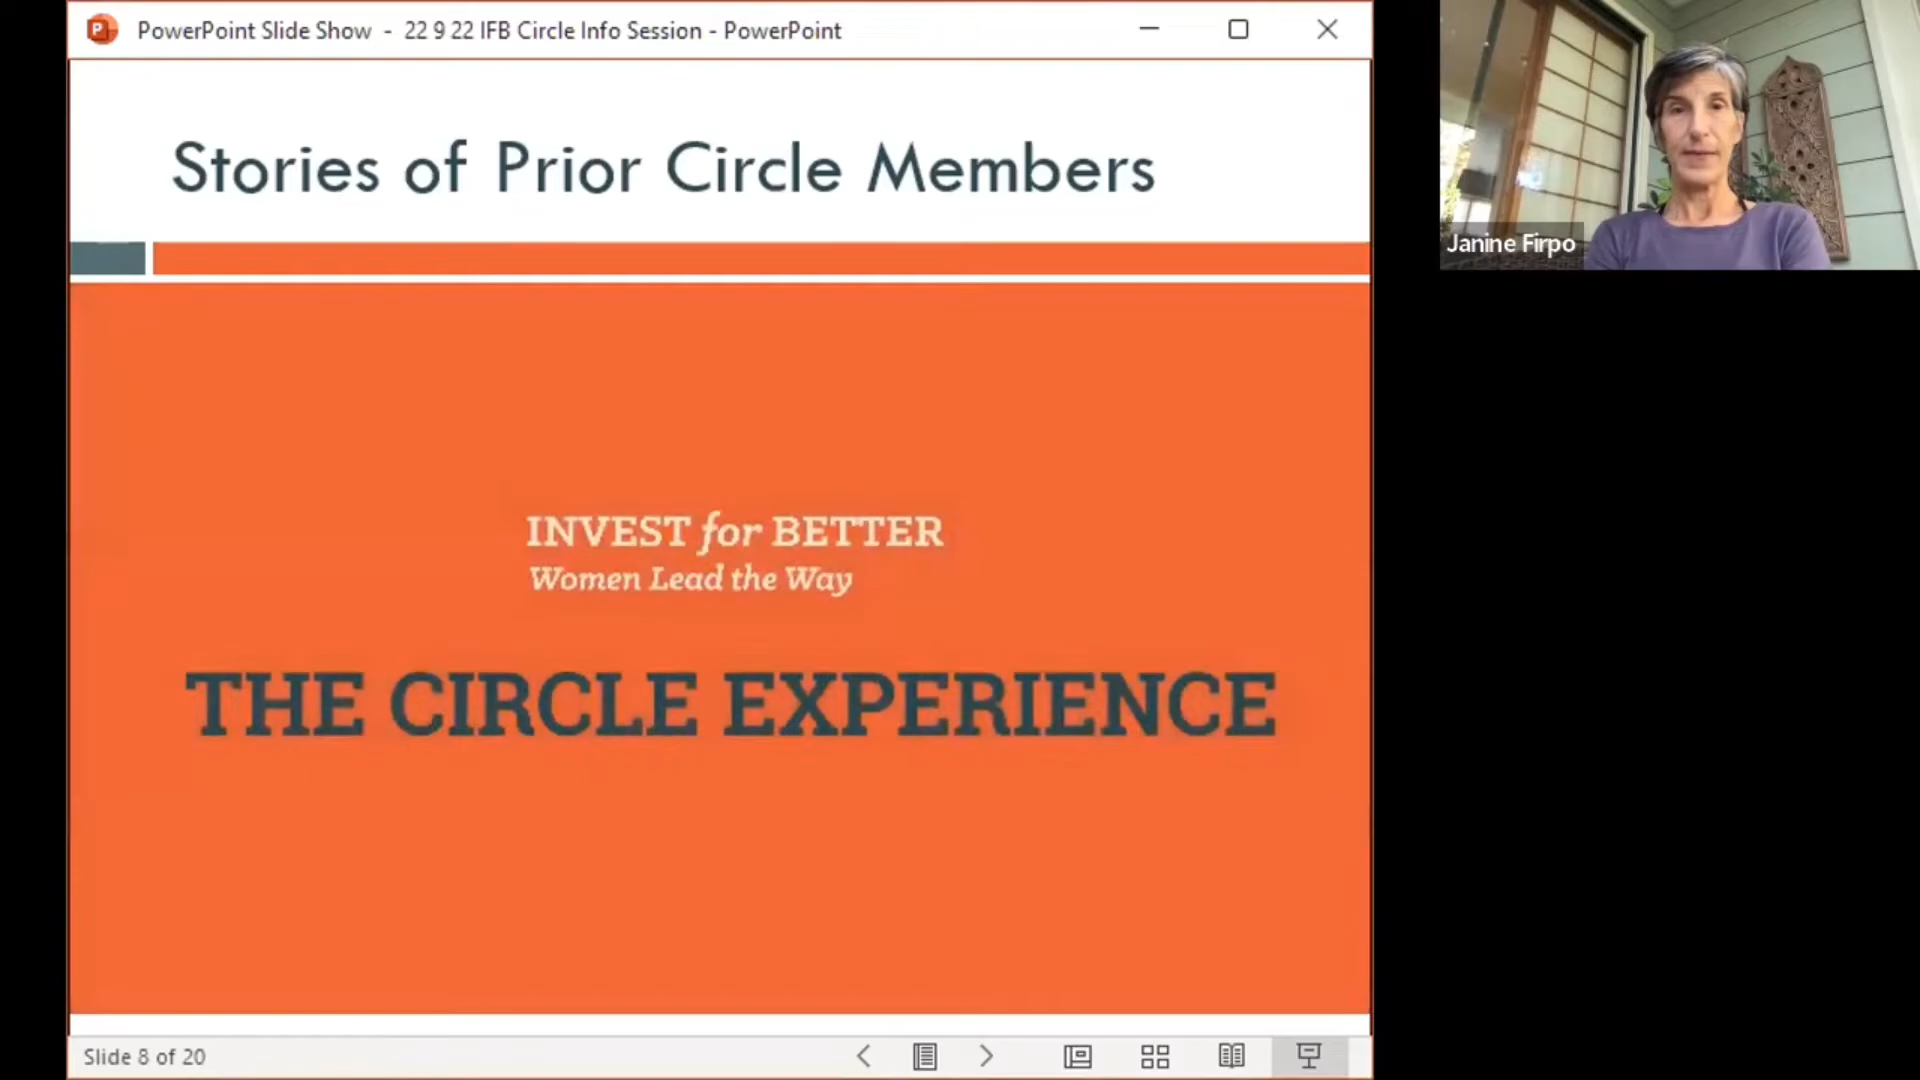 PowerPoint Slide Show - 22 9 22 IFB Circle Info Session - PowerPoint
Stories of Prior Circle Members
INVEST for BETTER
Women Lead the Way
THE CIRCLE EXPERIENCE
Slide 8 of 20
Janine Firpo